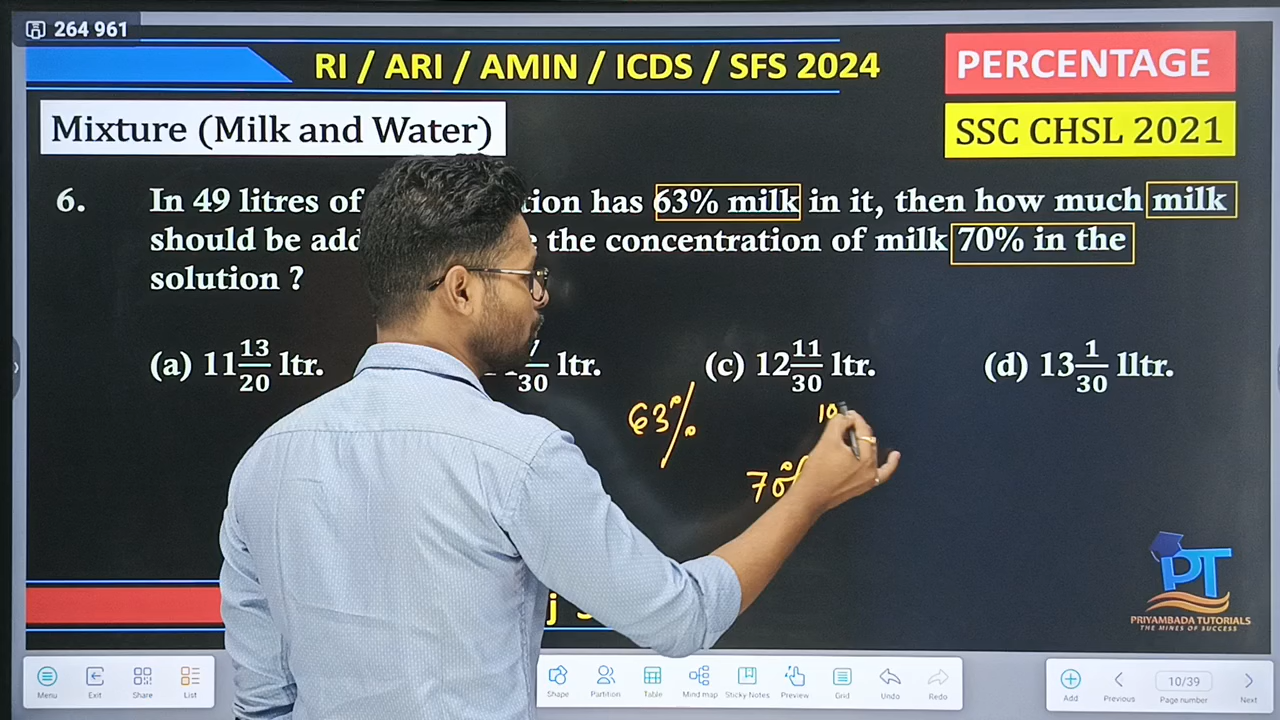 264 961
RI / ARI / AMIN / ICDS / SFS 2024
PERCENTAGE
Mixture (Milk and Water)
SSC CHSL 2021
6. In 49 litres of has 63% milk in it, then how much milk
should be the concentration of milk 70% in the
solution ?
(a) 11 13/20 ltr. 30 ltr. (c) 12 11/30 ltr. (d) 13 1/30 lltr.
63%
10
70%
PT
PRIYAMBADA TUTORIALS
THE MINES OF SUCCESS
Menu Exit Share List Shape Partition Table Mind map Sticky-Notes Preview Grid Undo Redo Add Previous 10/39 Page number Next